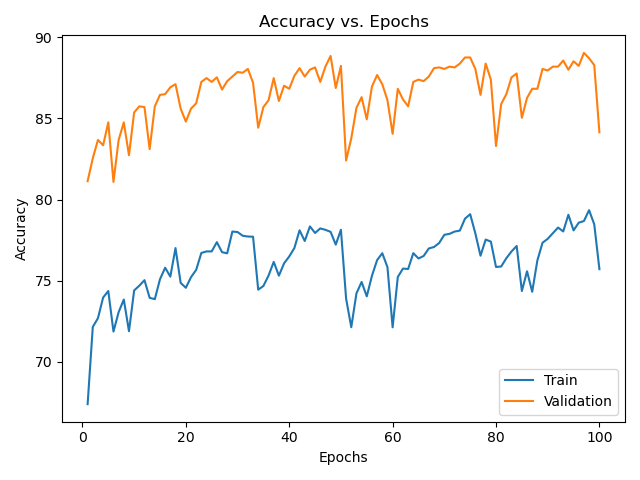 Accuracy vs. Epochs
90
85
80
75
70
Accuracy
0 20 40 60 80 100
Epochs
Train
Validation